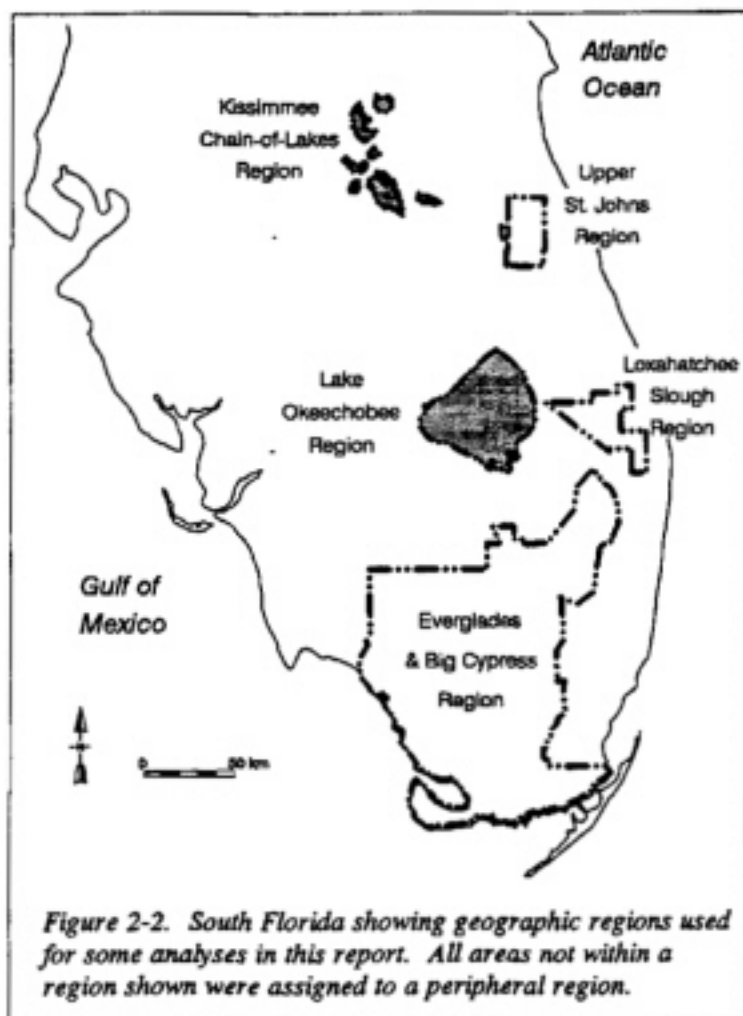 Atlantic
Ocean
Kissimmee
Chain-of-Lakes
Region
Upper
St. Johns
Region
Lake
Okeechobee
Region
Loxahatchee
Slough
Region
Gulf of
Mexico
Everglades
& Big Cypress
Region
0 50 km
Figure 2-2. South Florida showing geographic regions used
for some analyses in this report. All areas not within a
region shown were assigned to a peripheral region.